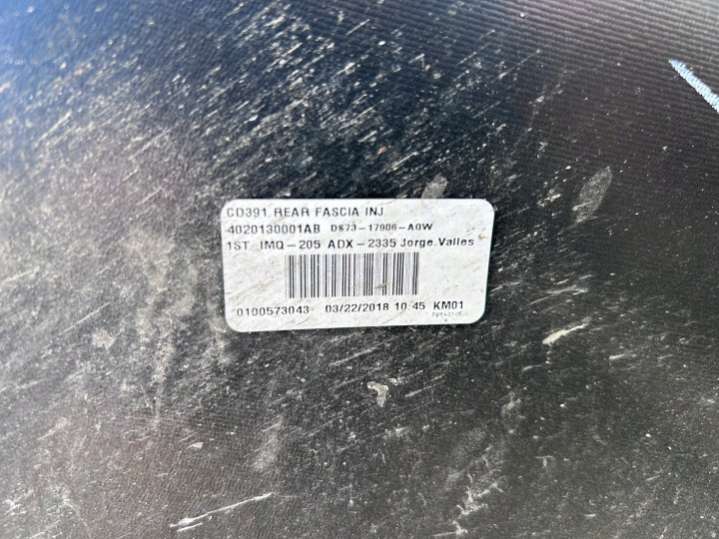 CD391 REAR FASCIA INJ
4020130001AB DS73-17906-AGW
1ST IMQ-205 ADX-2335 Jorge.Valles
0100573043 03/22/2018 10:45 KM01